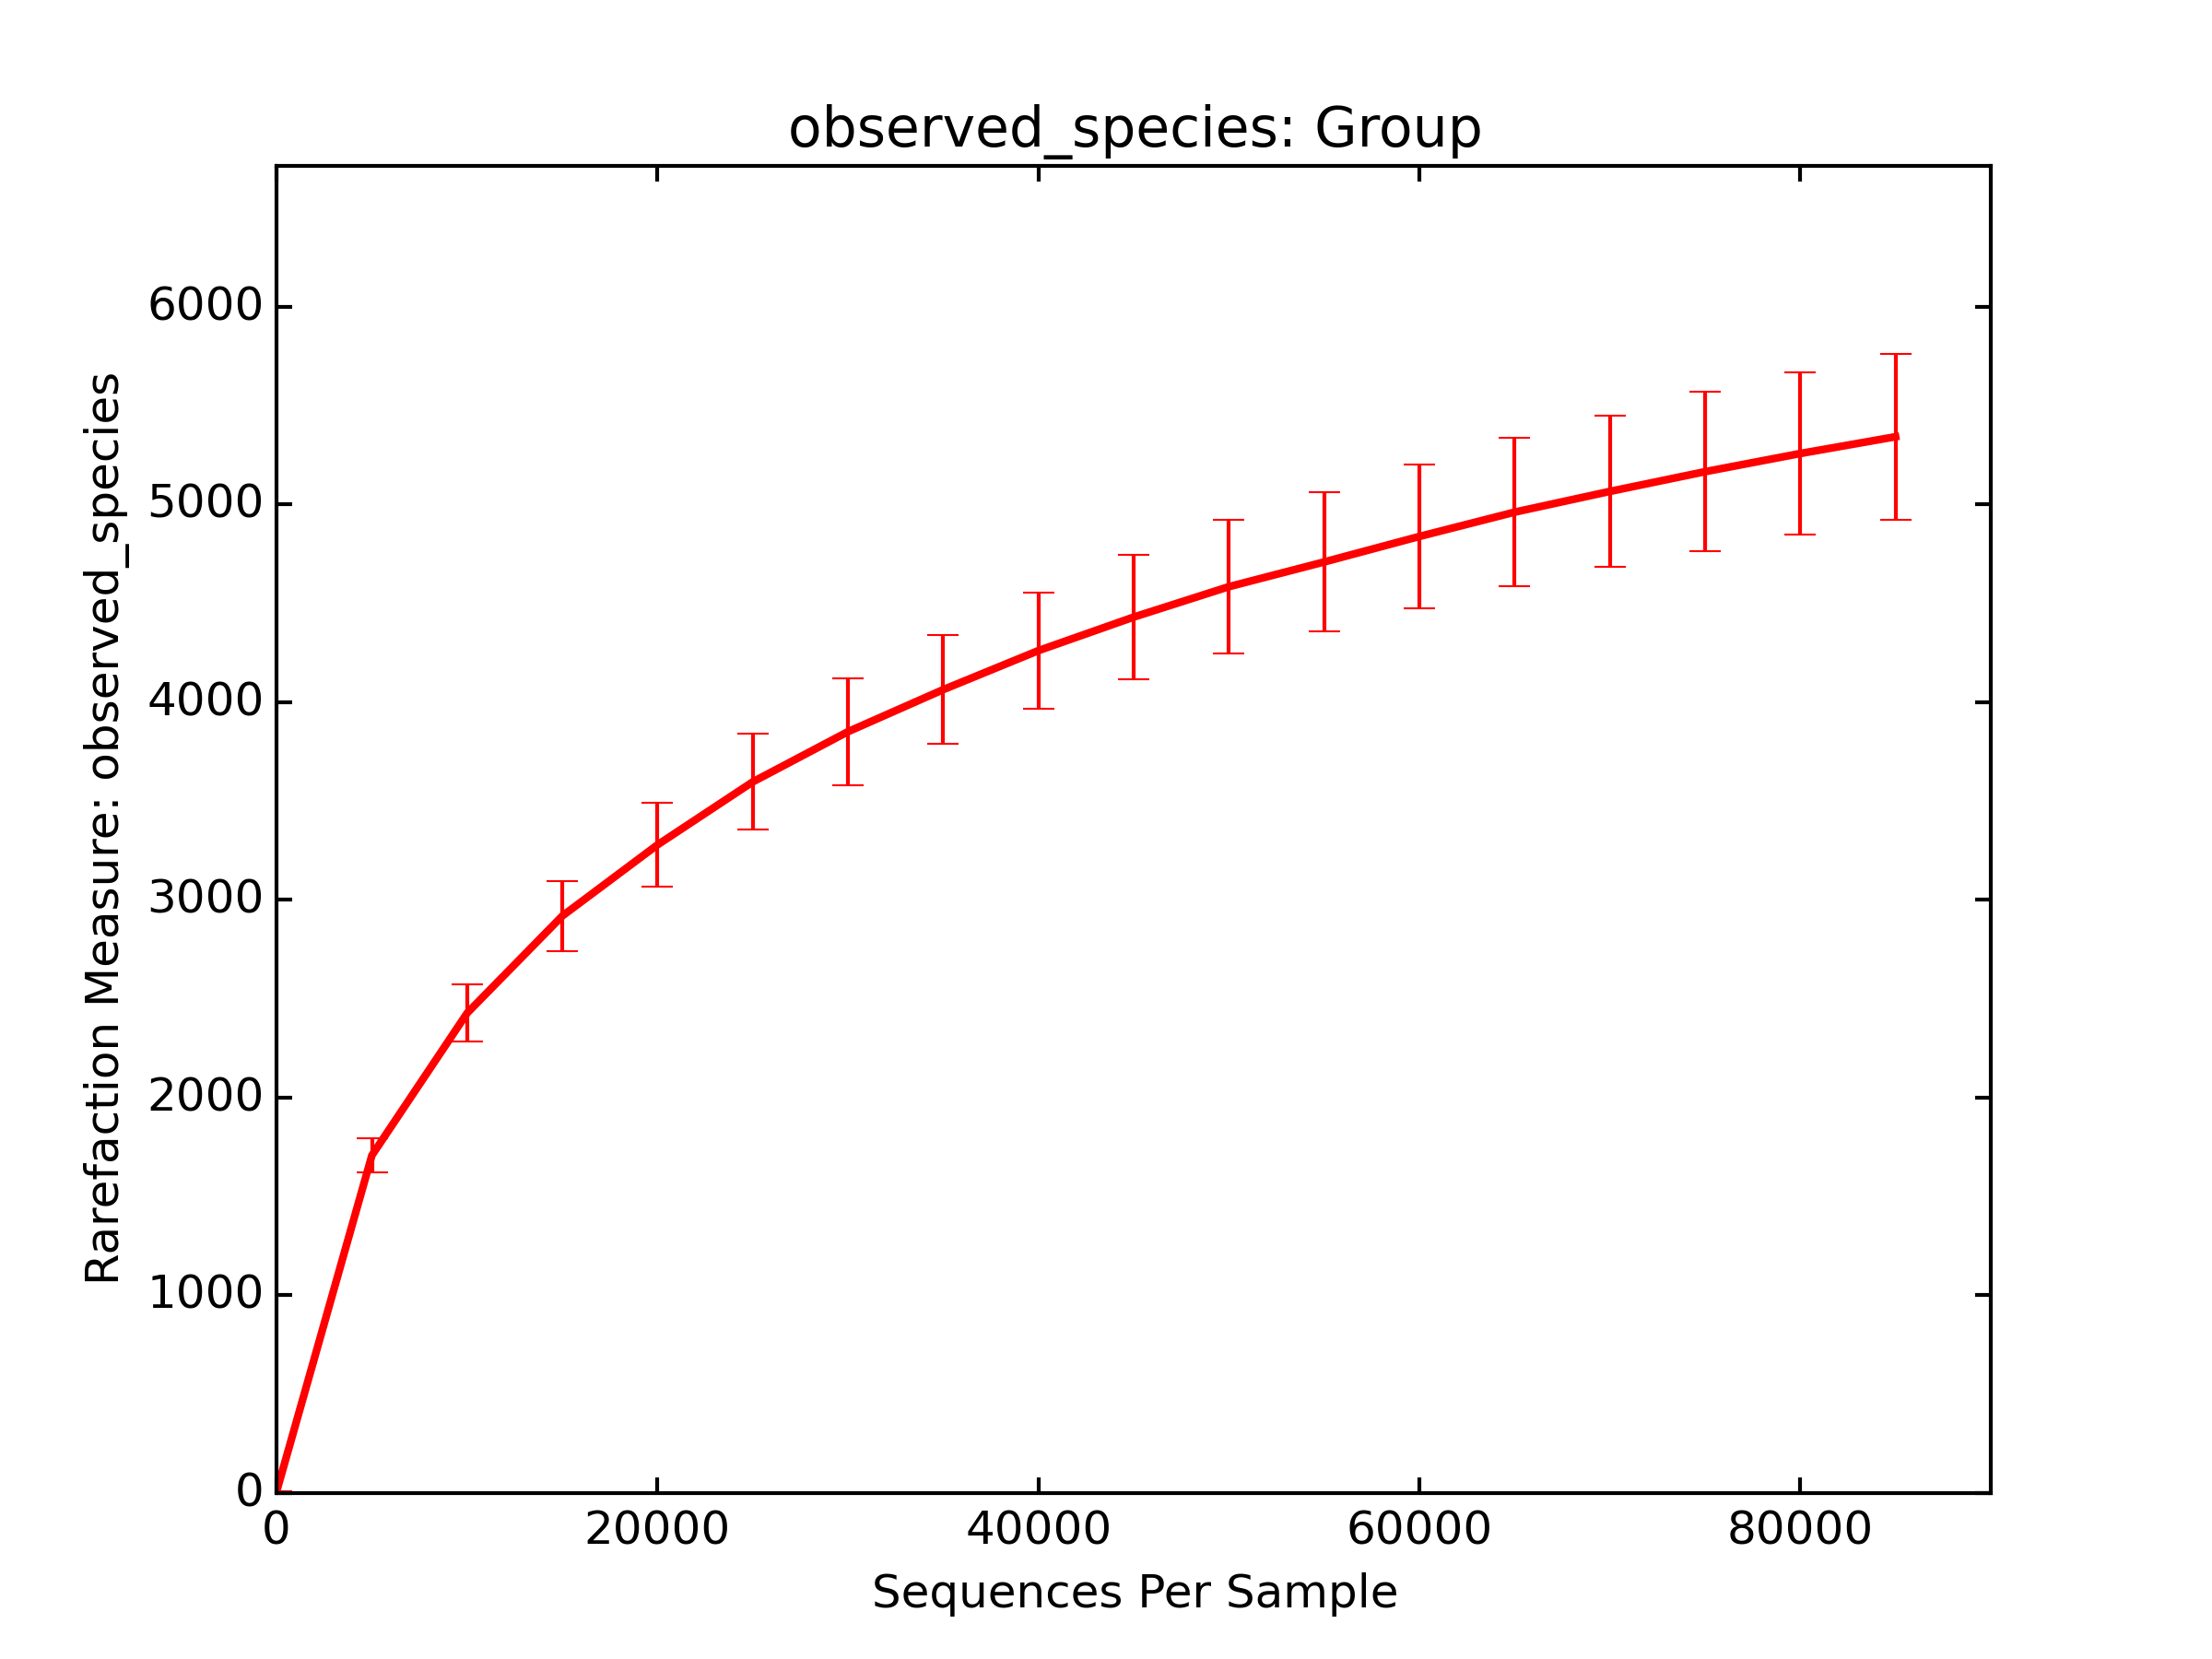 observed_species: Group
Rarefaction Measure: observed_species
6000
5000
4000
3000
2000
1000
0
0 20000 40000 60000 80000
Sequences Per Sample